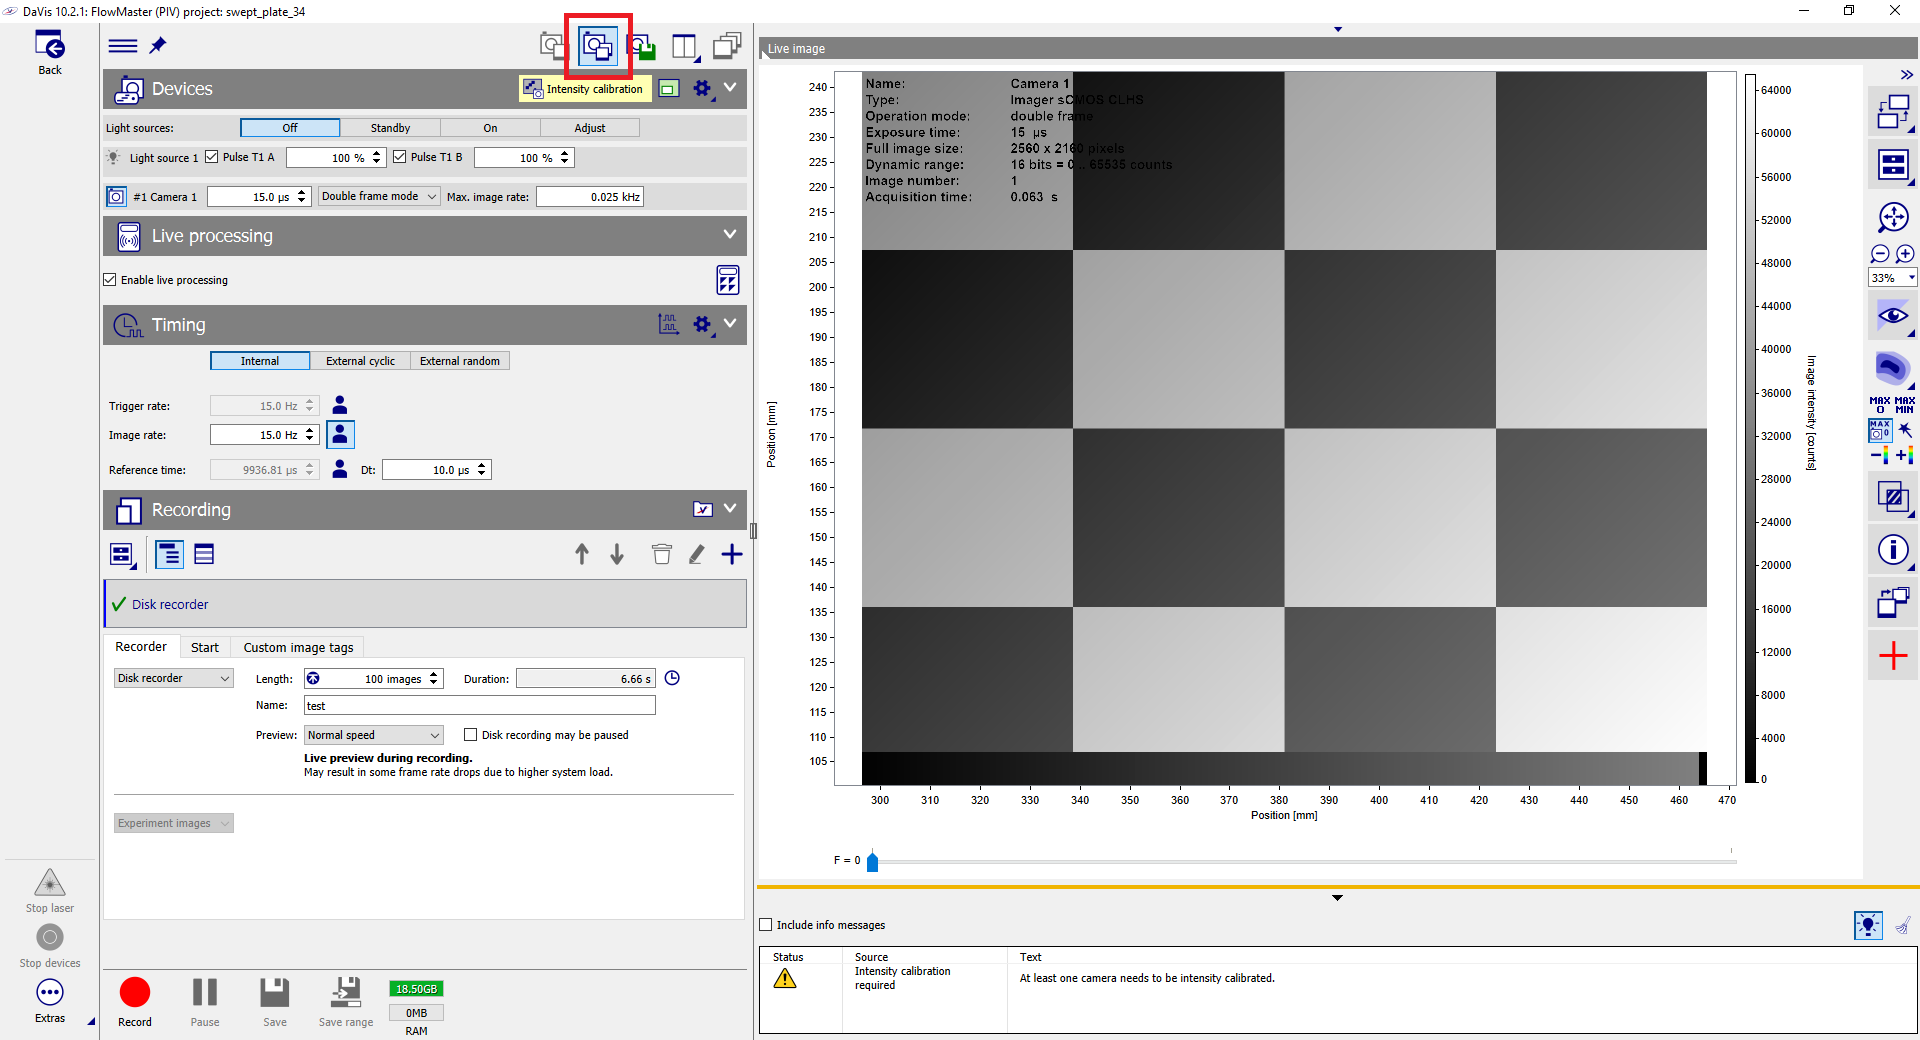 DaVis 10.2.1: FlowMaster (PIV) project: swept_plate_34
Back
Devices
Intensity calibration
Light sources:
Off
Standby
On
Adjust
Light source 1
Pulse T1 A
100 %
Pulse T1 B
100 %
#1 Camera 1
15.0 µs
Double frame mode
Max. image rate:
0.025 kHz
Live processing
Enable live processing
Timing
Internal
External cyclic
External random
Trigger rate:
15.0 Hz
Image rate:
15.0 Hz
Reference time:
9936.81 µs
Dt:
10.0 µs
Recording
Disk recorder
Recorder
Start
Custom image tags
Disk recorder
Length:
100 images
Duration:
6.66 s
Name:
test
Preview:
Normal speed
Disk recording may be paused
Live preview during recording.
May result in some frame rate drops due to higher system load.
Experiment images
Stop laser
Stop devices
Extras
Record
Pause
Save
Save range
18.50GB
0MB
RAM
Live image
Name: Camera 1
Type: Imager sCMOS CLHS
Operation mode: double frame
Exposure time: 15 µs
Full image size: 2560 x 2160 pixels
Dynamic range: 16 bits = 0 .. 65535 counts
Image number: 1
Acquisition time: 0.063 s
240
235
230
225
220
215
210
205
200
195
190
185
180
175
170
165
160
155
150
145
140
135
130
125
120
115
110
105
Position [mm]
300
310
320
330
340
350
360
370
380
390
400
410
420
430
440
450
460
470
Position [mm]
64000
60000
56000
52000
48000
44000
40000
36000
32000
28000
24000
20000
16000
12000
8000
4000
0
Image intensity [counts]
33%
MAX
0
MAX
MIN
MAX
0
F = 0
Include info messages
Status
Source
Text
Intensity calibration
required
At least one camera needs to be intensity calibrated.